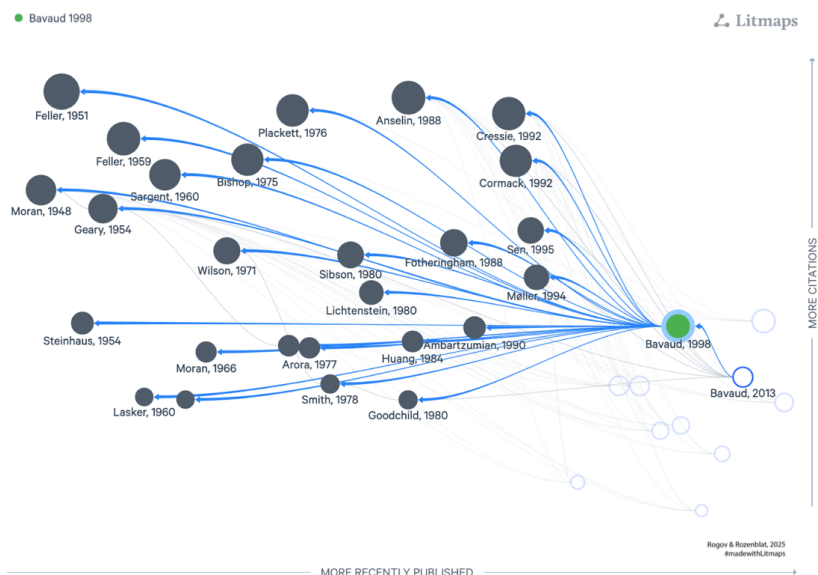 Bavaud 1998
Litmaps
Feller, 1951
Plackett, 1976
Anselin, 1988
Cressie, 1992
Feller, 1959
Bishop, 1975
Cormack, 1992
Sargent, 1960
Moran, 1948
Geary, 1954
Sen, 1995
Wilson, 1971
Sibson, 1980
Fotheringham, 1988
Møller, 1994
Lichtenstein, 1980
Steinhaus, 1954
Moran, 1966
Arora, 1977
Huang, 1984
Ambartzumian, 1990
Bavaud, 1998
Bavaud, 2013
Lasker, 1960
Smith, 1978
Goodchild, 1980
MORE CITATIONS
Rogov & Rozenblat, 2025
#madewithLitmaps
MORE RECENTLY PUBLISHED